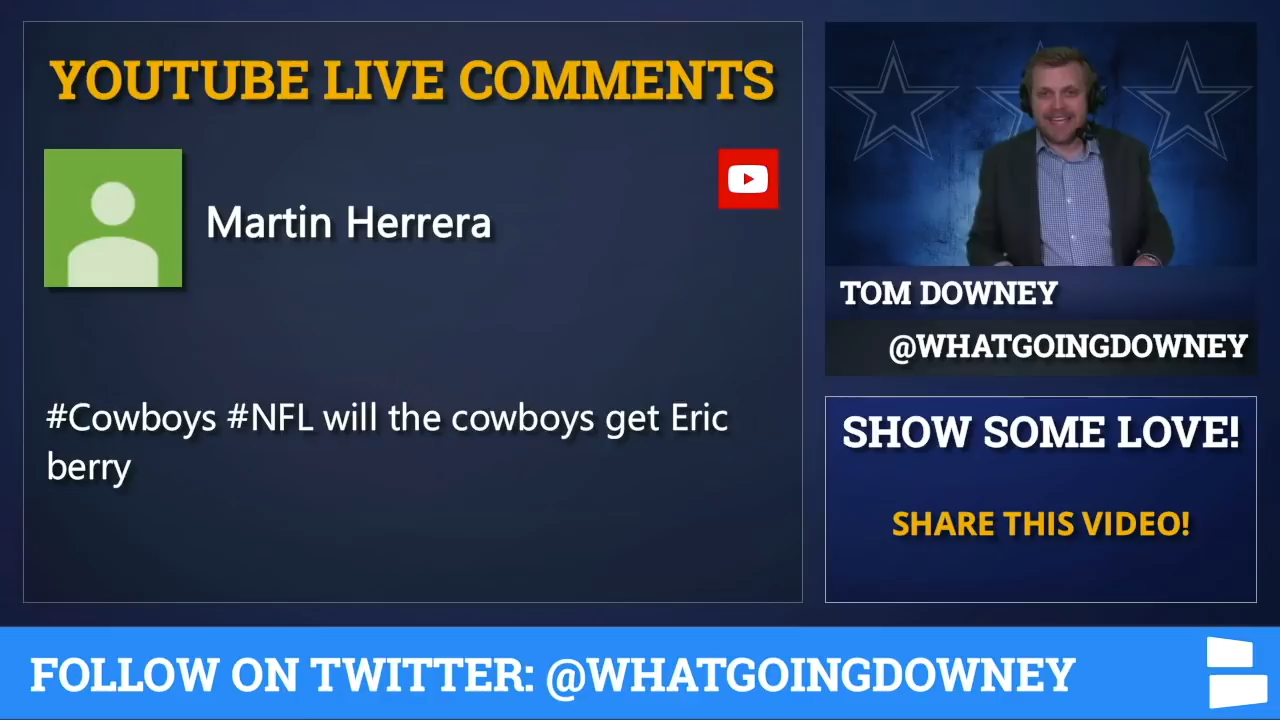 YOUTUBE LIVE COMMENTS
Martin Herrera
#Cowboys #NFL will the cowboys get Eric
berry
TOM DOWNEY
@WHATGOINGDOWNEY
SHOW SOME LOVE!
SHARE THIS VIDEO!
FOLLOW ON TWITTER: @WHATGOINGDOWNEY